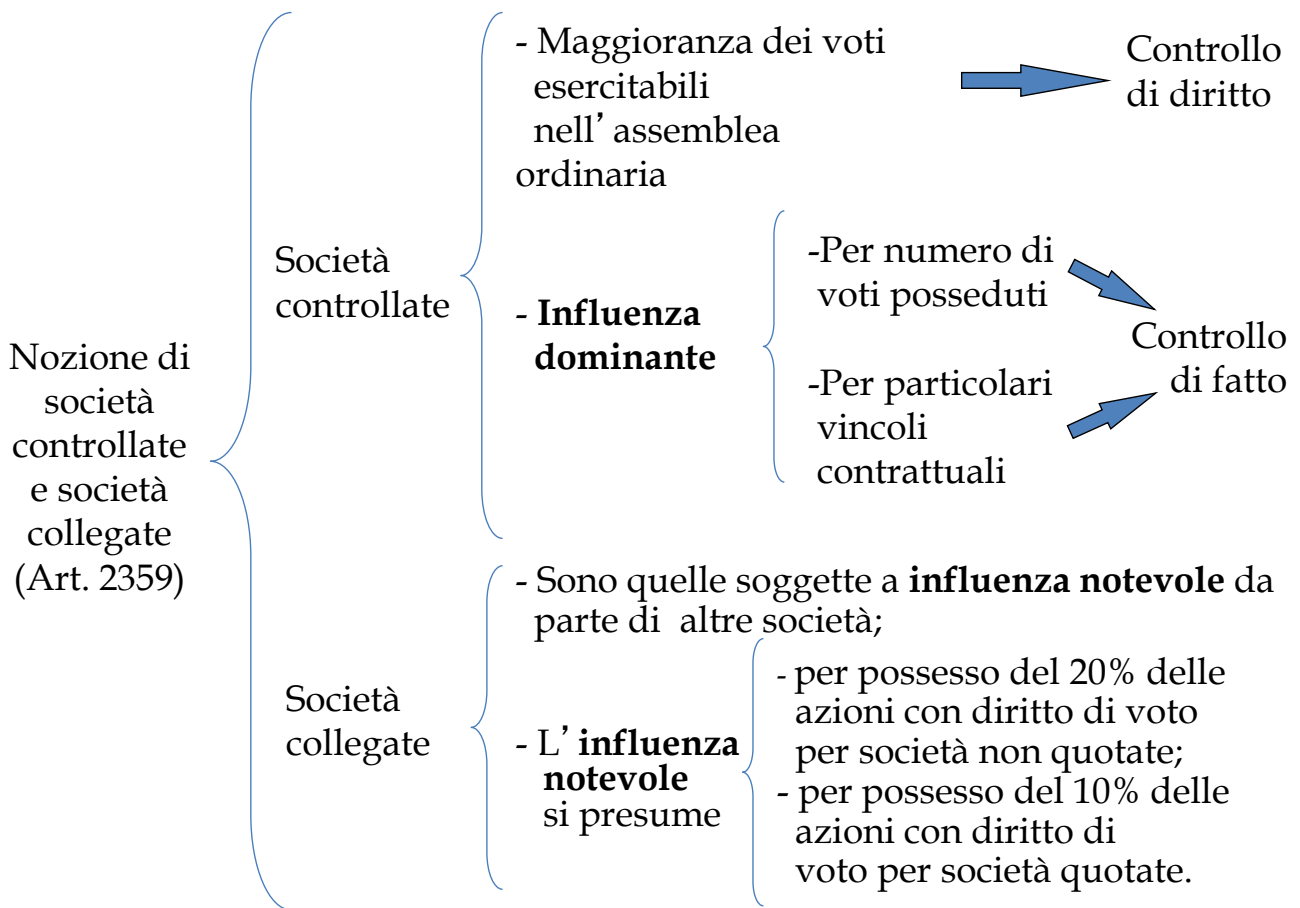 Nozione di
società
controllate
e società
collegate
(Art. 2359)
Società
controllate
- Maggioranza dei voti
esercitabili
nell’ assemblea
ordinaria
Controllo
di diritto
- Influenza
dominante
-Per numero di
voti posseduti
-Per particolari
vincoli
contrattuali
Controllo
di fatto
Società
collegate
- Sono quelle soggette a influenza notevole da
parte di altre società;
- L’ influenza
notevole
si presume
- per possesso del 20% delle
azioni con diritto di voto
per società non quotate;
- per possesso del 10% delle
azioni con diritto di
voto per società quotate.